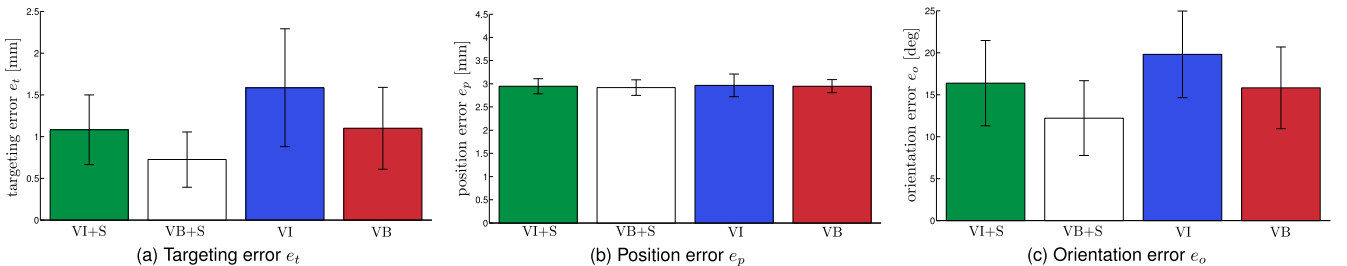 targeting error e_t [mm]
2.5
2
1.5
1
0.5
0
VI+S VB+S VI VB
(a) Targeting error e_t
position error e_p [mm]
4.5
4
3.5
3
2.5
2
1.5
1
0.5
0
VI+S VB+S VI VB
(b) Position error e_p
orientation error e_o [deg]
25
20
15
10
5
0
VI+S VB+S VI VB
(c) Orientation error e_o